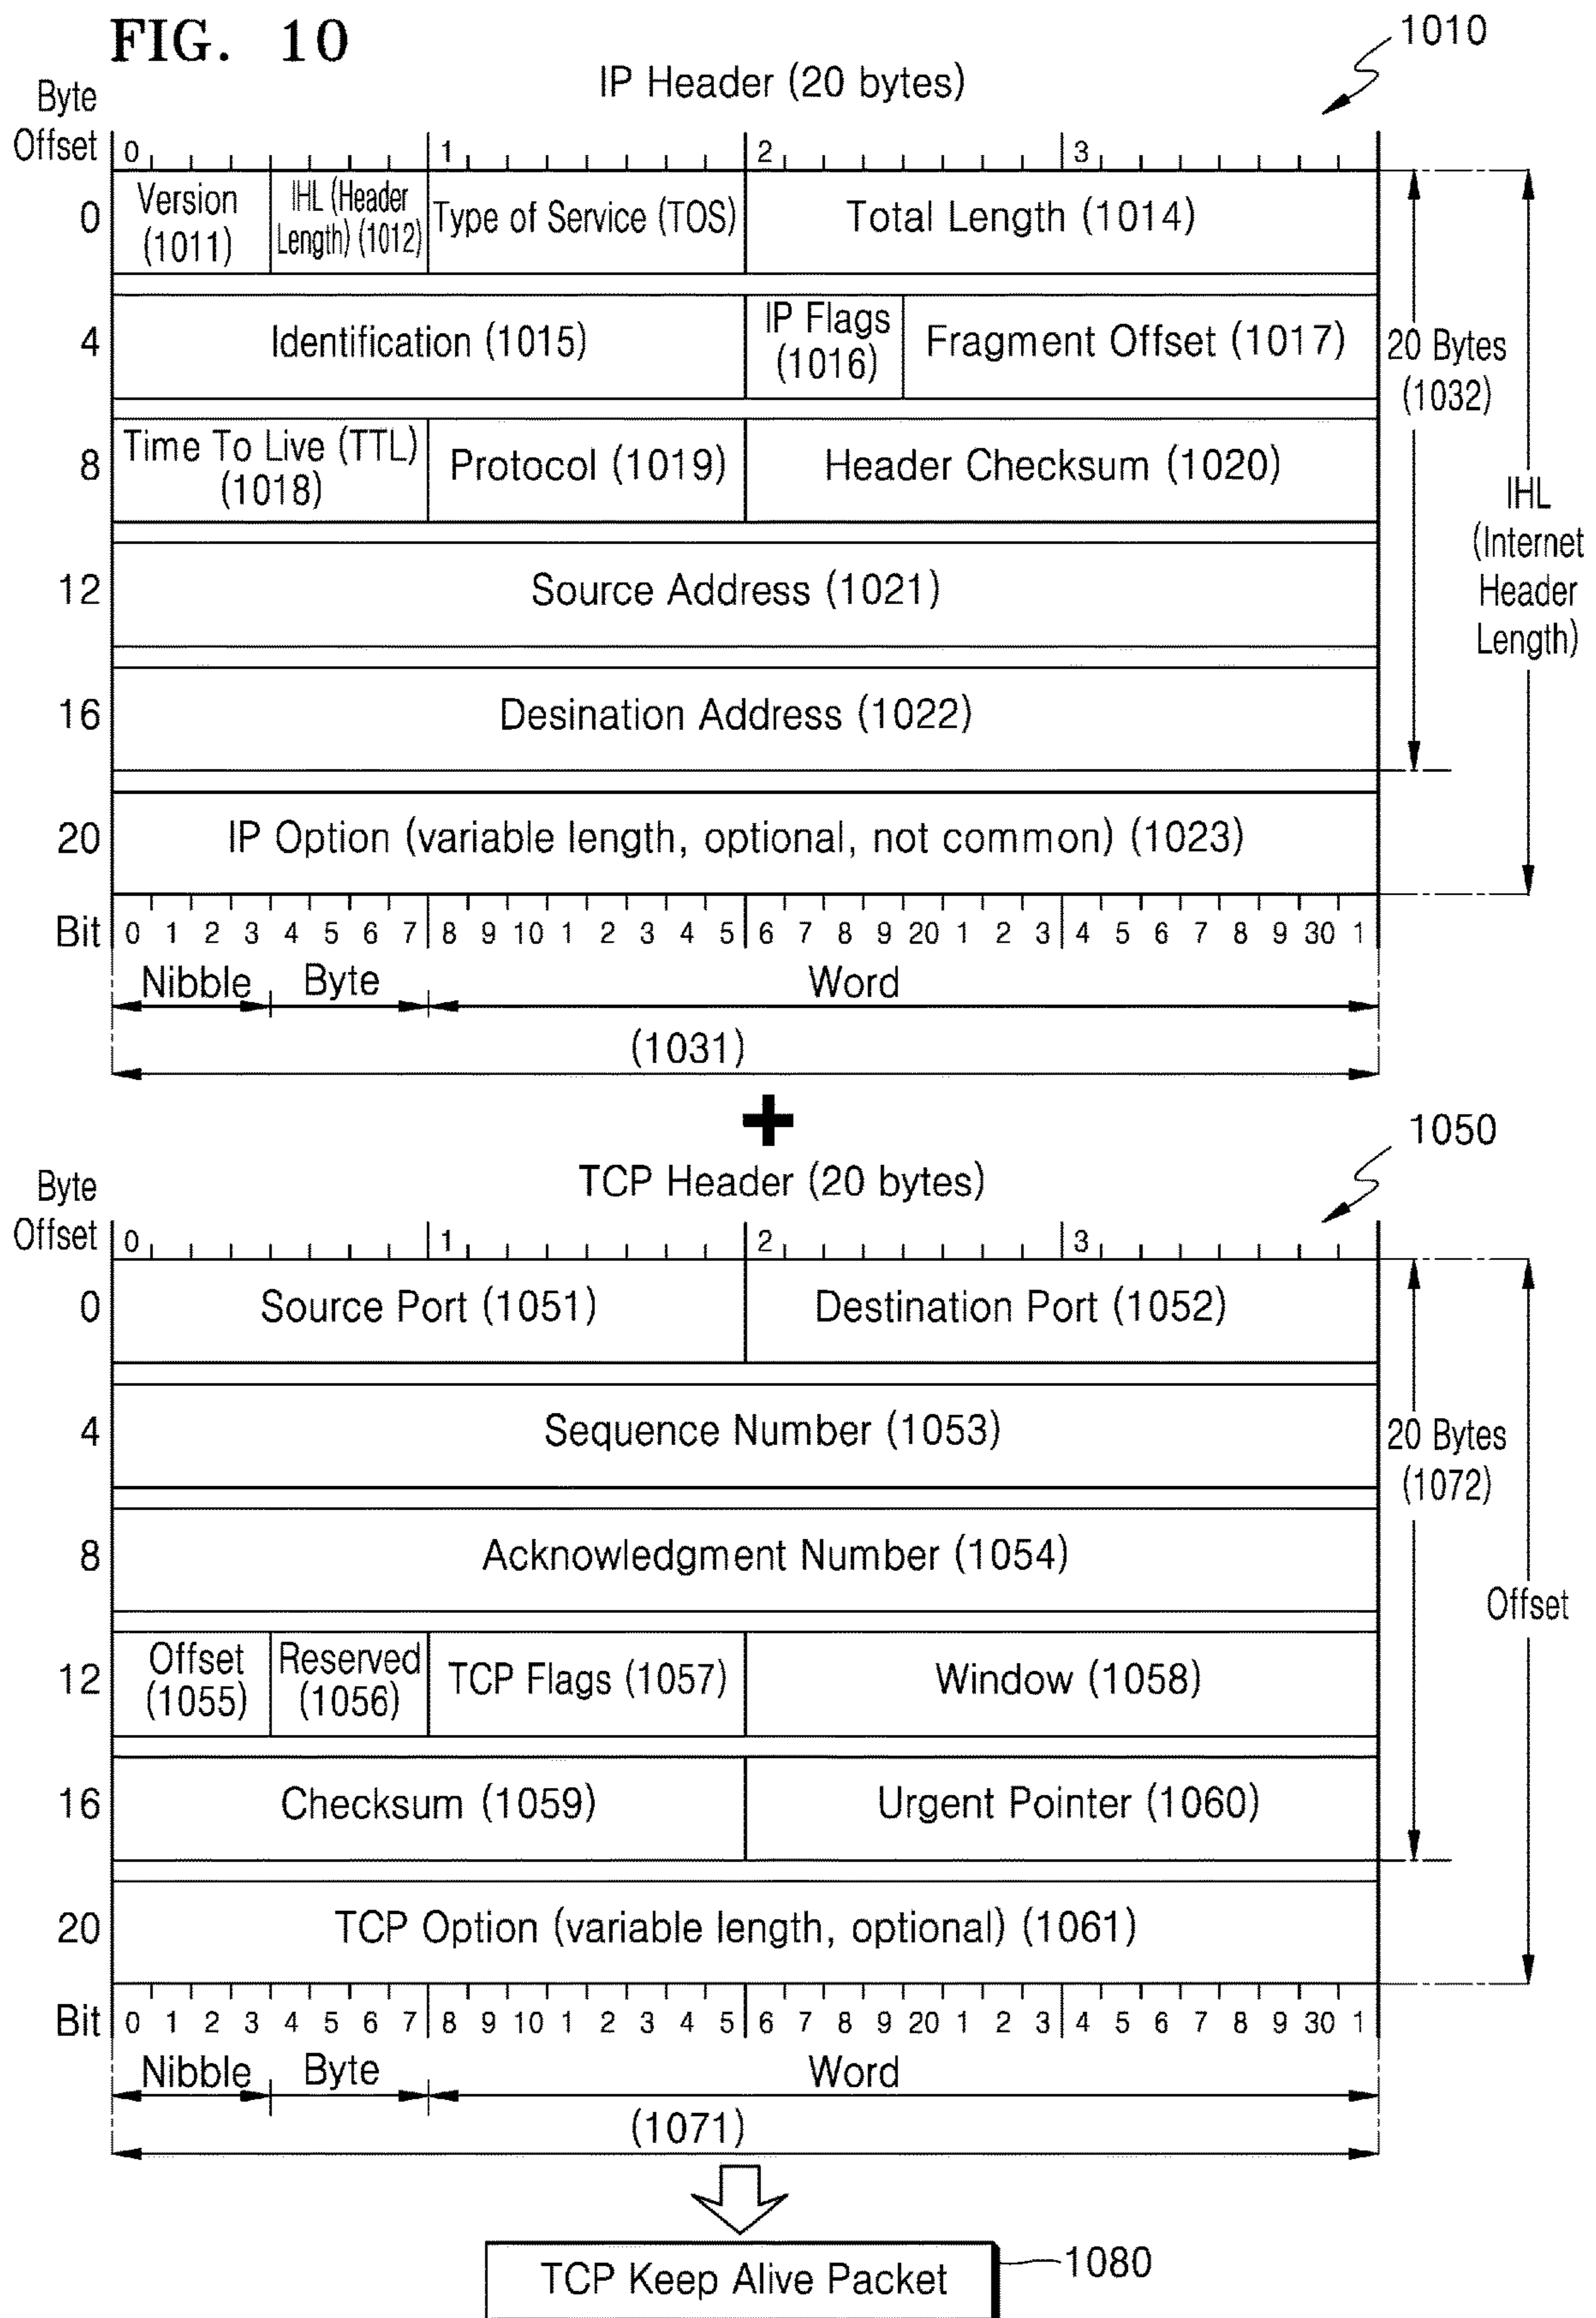 FIG. 10
1010
IP Header (20 bytes)
Byte
Offset
0 1 2 3
0
Version
(1011)
IHL (Header
Length) (1012)
Type of Service (TOS)
Total Length (1014)
4
Identification (1015)
IP Flags
(1016)
Fragment Offset (1017)
8
Time To Live (TTL)
(1018)
Protocol (1019)
Header Checksum (1020)
12
Source Address (1021)
16
Desination Address (1022)
20
IP Option (variable length, optional, not common) (1023)
20 Bytes
(1032)
IHL
(Internet
Header
Length)
Bit 0 1 2 3 4 5 6 7 8 9 10 1 2 3 4 5 6 7 8 9 20 1 2 3 4 5 6 7 8 9 30 1
Nibble Byte Word
(1031)
+
1050
TCP Header (20 bytes)
Byte
Offset
0 1 2 3
0
Source Port (1051)
Destination Port (1052)
4
Sequence Number (1053)
8
Acknowledgment Number (1054)
12
Offset
(1055)
Reserved
(1056)
TCP Flags (1057)
Window (1058)
16
Checksum (1059)
Urgent Pointer (1060)
20
TCP Option (variable length, optional) (1061)
20 Bytes
(1072)
Offset
Bit 0 1 2 3 4 5 6 7 8 9 10 1 2 3 4 5 6 7 8 9 20 1 2 3 4 5 6 7 8 9 30 1
Nibble Byte Word
(1071)
TCP Keep Alive Packet
1080